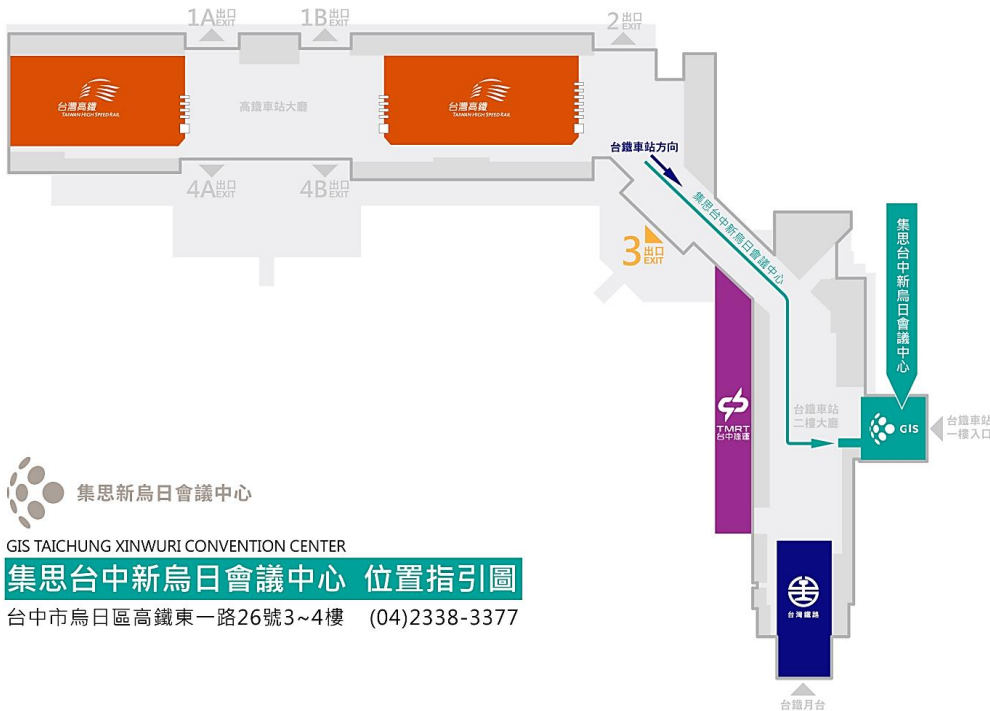 1A出口 EXIT
1B出口 EXIT
2出口 EXIT
台灣高鐵
TAIWAN HIGH SPEED RAIL
高鐵車站大廳
台灣高鐵
TAIWAN HIGH SPEED RAIL
台鐵車站方向
4A出口 EXIT
4B出口 EXIT
集思台中新烏日會議中心
3出口 EXIT
集思台中新烏日會議中心
TMRT
台中捷運
台鐵車站
二樓大廳
GIS
台鐵車站
一樓入口
集思新烏日會議中心
GIS TAICHUNG XINWURI CONVENTION CENTER
集思台中新烏日會議中心 位置指引圖
台中市烏日區高鐵東一路26號3~4樓 (04)2338-3377
台灣鐵路
台鐵月台